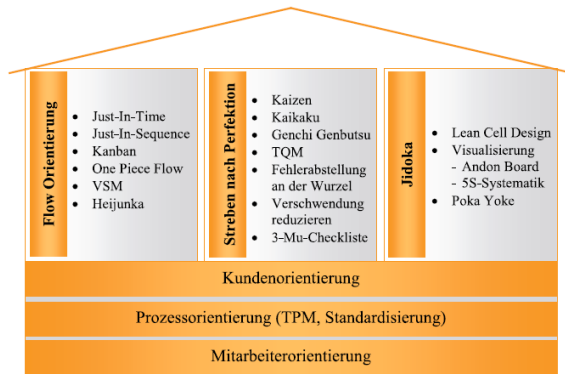 Flow Orientierung
• Just-In-Time
• Just-In-Sequence
• Kanban
• One Piece Flow
• VSM
• Heijunka
Streben nach Perfektion
• Kaizen
• Kaikaku
• Genchi Genbutsu
• TQM
• Fehlerabstellung
an der Wurzel
• Verschwendung
reduzieren
• 3-Mu-Checkliste
Jidoka
• Lean Cell Design
• Visualisierung
- Andon Board
- 5S-Systematik
• Poka Yoke
Kundenorientierung
Prozessorientierung (TPM, Standardisierung)
Mitarbeiterorientierung